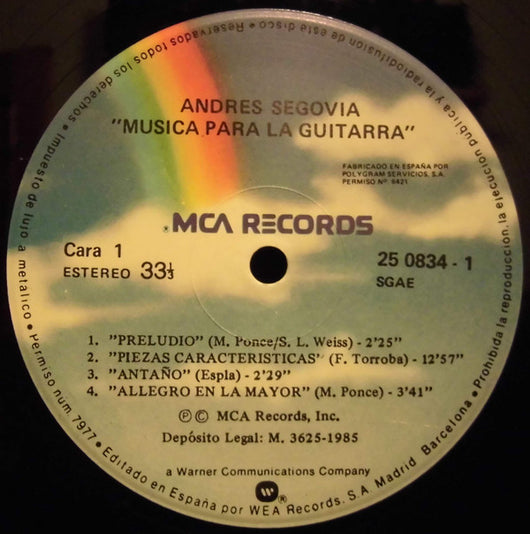 ANDRES SEGOVIA
"MUSICA PARA LA GUITARRA"
FABRICADO EN ESPAÑA POR
POLYGRAM SERVICIOS, S.A.
PERMISO Nº 8421
MCA RECORDS
Cara 1
ESTEREO 33⅓
25 0834 - 1
SGAE
1. "PRELUDIO" (M. Ponce/S. L. Weiss) - 2'25"
2. "PIEZAS CARACTERISTICAS" (F. Torroba) - 12'57"
3. "ANTAÑO" (Espla) - 2'29"
4. "ALLEGRO EN LA MAYOR" (M. Ponce) - 3'41"
Ⓟ © MCA Records, Inc.
Depósito Legal: M. 3625-1985
a Warner Communications Company
Prohibida la reproducción, la ejecución pública y la radiodifusión de este disco • Reservados todos los derechos • Impuesto de lujo a metálico • Permiso núm. 7977 • Editado en España por WEA Records, S.A. Madrid Barcelona •